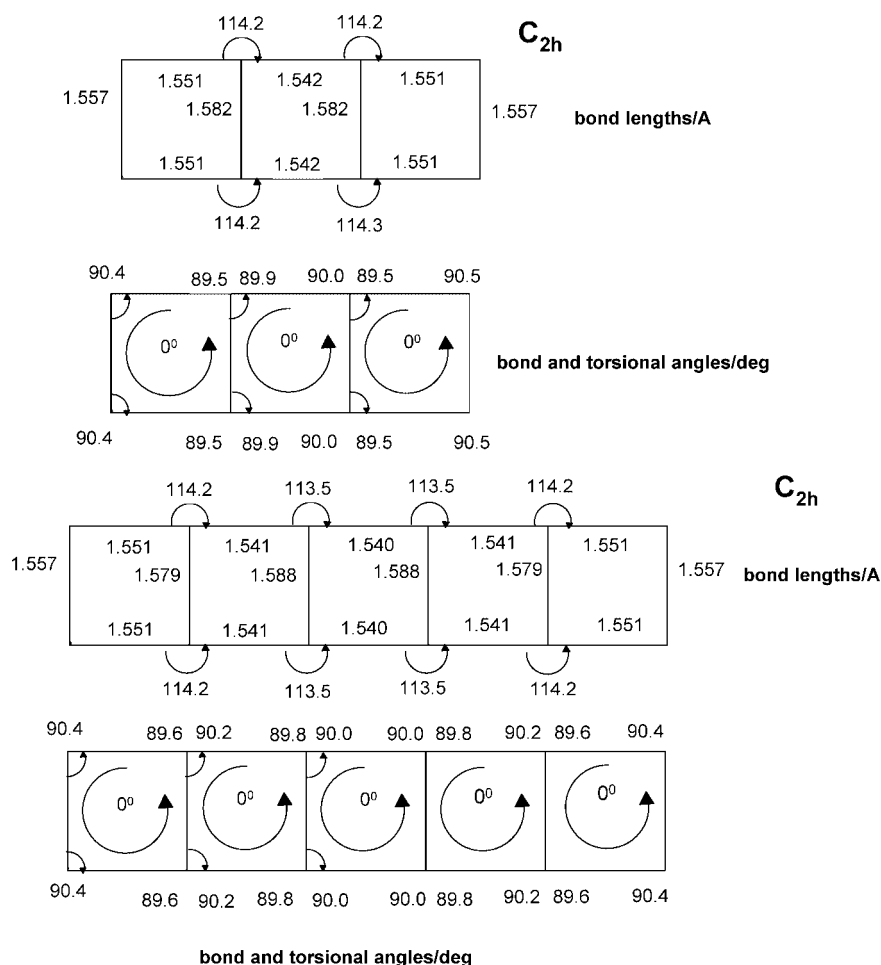 114.2 114.2 C2h
1.551 1.542 1.551
1.557 1.582 1.582 1.557 bond lengths/A
1.551 1.542 1.551
114.2 114.3
90.4 89.5 89.9 90.0 89.5 90.5
0⁰ 0⁰ 0⁰
bond and torsional angles/deg
90.4 89.5 89.9 90.0 89.5 90.5
114.2 113.5 113.5 114.2 C2h
1.551 1.541 1.540 1.541 1.551
1.557 1.579 1.588 1.588 1.579 1.557 bond lengths/A
1.551 1.541 1.540 1.541 1.551
114.2 113.5 113.5 114.2
90.4 89.6 90.2 89.8 90.0 90.0 89.8 90.2 89.6 90.4
0⁰ 0⁰ 0⁰ 0⁰ 0⁰
90.4 89.6 90.2 89.8 90.0 90.0 89.8 90.2 89.6 90.4
bond and torsional angles/deg